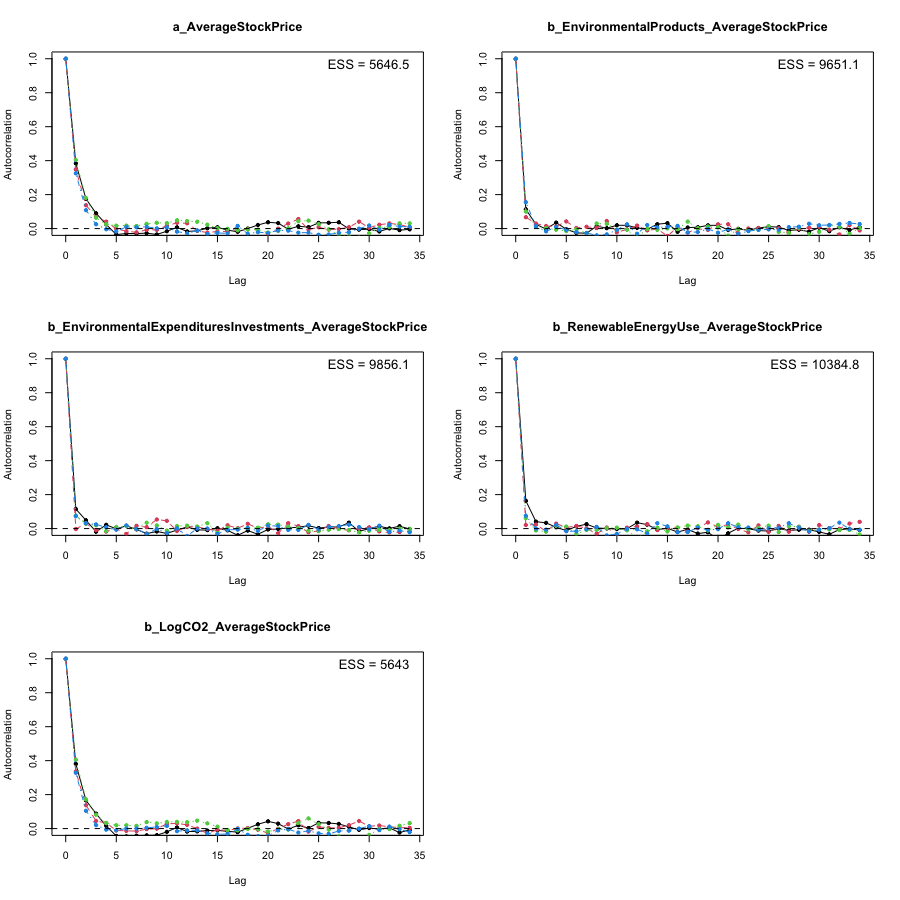 a_AverageStockPrice
ESS = 5646.5
Autocorrelation
0.0 0.2 0.4 0.6 0.8 1.0
0 5 10 15 20 25 30 35
Lag
b_EnvironmentalProducts_AverageStockPrice
ESS = 9651.1
Autocorrelation
0.0 0.2 0.4 0.6 0.8 1.0
0 5 10 15 20 25 30 35
Lag
b_EnvironmentalExpendituresInvestments_AverageStockPrice
ESS = 9856.1
Autocorrelation
0.0 0.2 0.4 0.6 0.8 1.0
0 5 10 15 20 25 30 35
Lag
b_RenewableEnergyUse_AverageStockPrice
ESS = 10384.8
Autocorrelation
0.0 0.2 0.4 0.6 0.8 1.0
0 5 10 15 20 25 30 35
Lag
b_LogCO2_AverageStockPrice
ESS = 5643
Autocorrelation
0.0 0.2 0.4 0.6 0.8 1.0
0 5 10 15 20 25 30 35
Lag